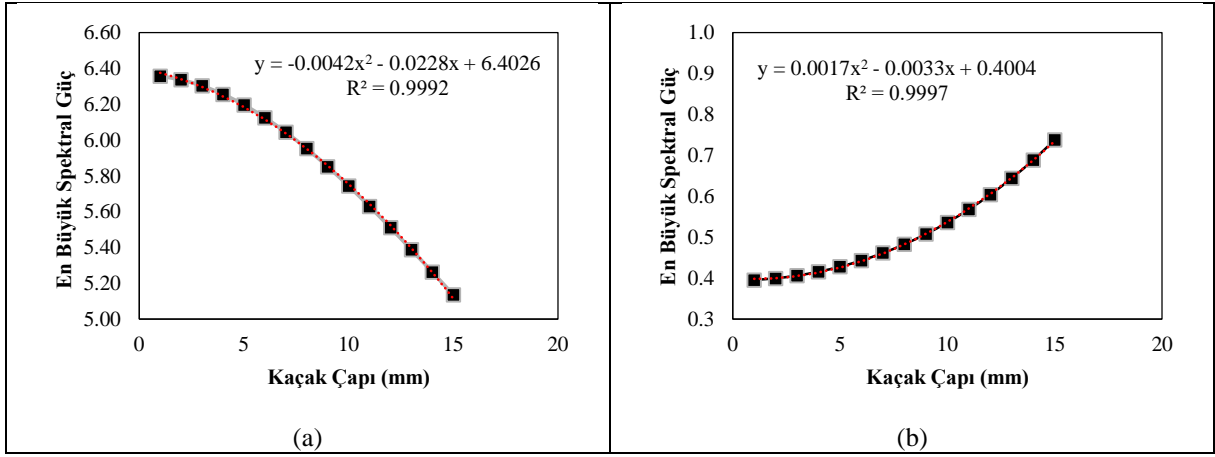 y = -0.0042x² - 0.0228x + 6.4026
R² = 0.9992
En Büyük Spektral Güç
6.60
6.40
6.20
6.00
5.80
5.60
5.40
5.20
5.00
0 5 10 15 20
Kaçak Çapı (mm)
(a)
y = 0.0017x² - 0.0033x + 0.4004
R² = 0.9997
En Büyük Spektral Güç
1.0
0.9
0.8
0.7
0.6
0.5
0.4
0.3
0 5 10 15 20
Kaçak Çapı (mm)
(b)